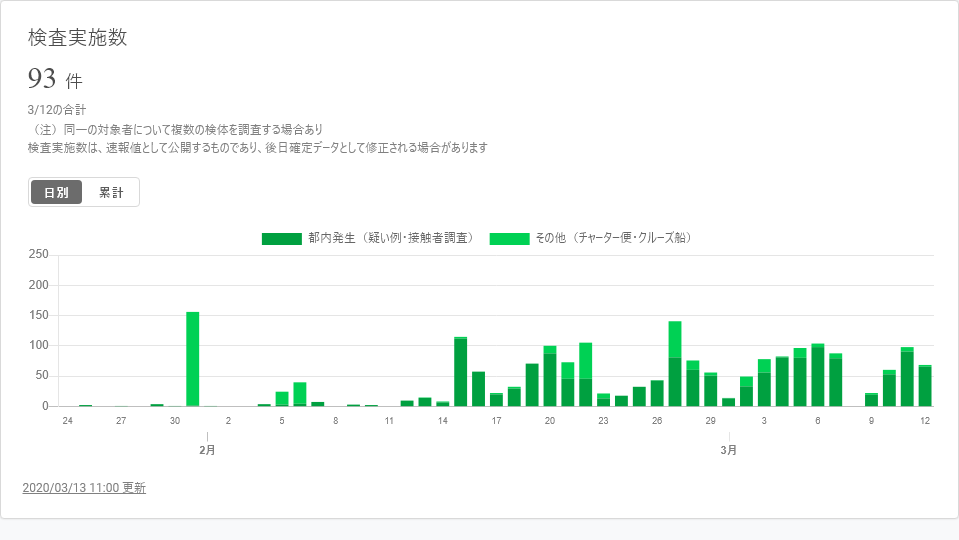 検査実施数
93 件
3/12の合計
（注）同一の対象者について複数の検体を調査する場合あり
検査実施数は、速報値として公開するものであり、後日確定データとして修正される場合があります
日別 累計
都内発生（疑い例・接触者調査） その他（チャーター便・クルーズ船）
250
200
150
100
50
0
24 27 30 2 5 8 11 14 17 20 23 26 29 3 6 9 12
2月 3月
2020/03/13 11:00 更新